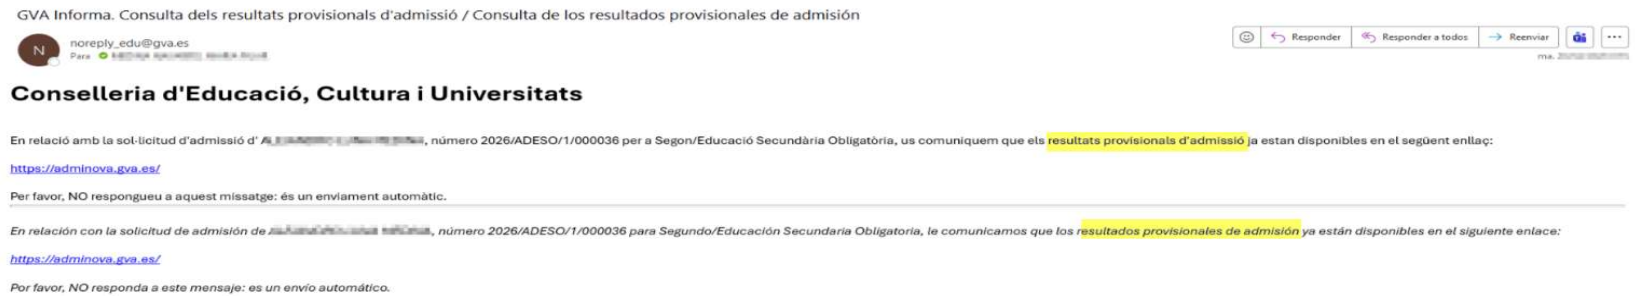 GVA Informa. Consulta dels resultats provisionals d'admissió / Consulta de los resultados provisionales de admisión
N
noreply_edu@gva.es
Para
Responder
Responder a todos
Reenviar
ma.
Conselleria d'Educació, Cultura i Universitats
En relació amb la sol·licitud d'admissió d' A, número 2026/ADESO/1/000036 per a Segon/Educació Secundària Obligatòria, us comuniquem que els resultats provisionals d'admissió ja estan disponibles en el següent enllaç:
https://adminova.gva.es/
Per favor, NO respongueu a aquest missatge: és un enviament automàtic.
En relación con la solicitud de admisión de , número 2026/ADESO/1/000036 para Segundo/Educación Secundaria Obligatoria, le comunicamos que los resultados provisionales de admisión ya están disponibles en el siguiente enlace:
https://adminova.gva.es/
Por favor, NO responda a este mensaje: es un envío automático.